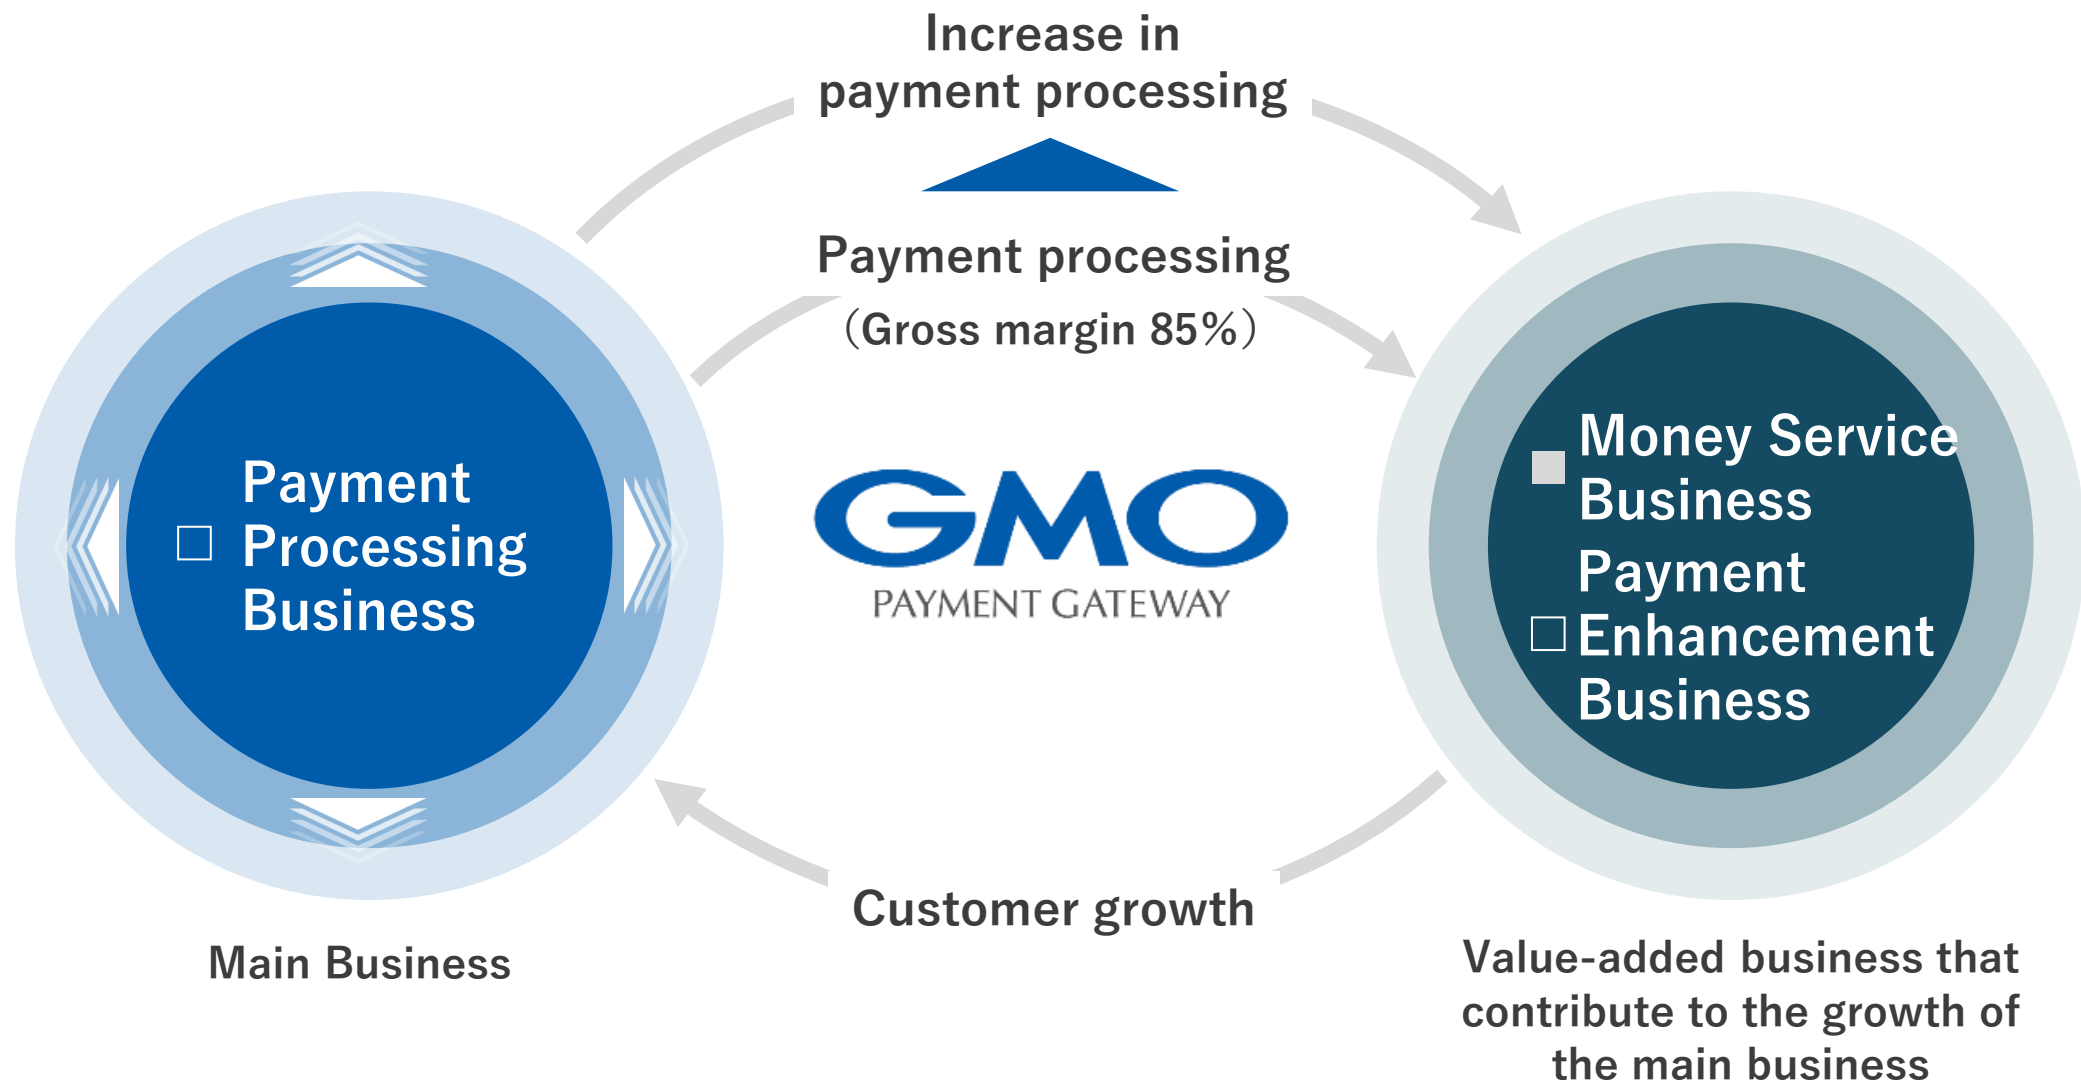 Increase in
payment processing
Payment processing
（Gross margin 85%）
Payment
□ Processing
Business
GMO
PAYMENT GATEWAY
Money Service
■ Business
Payment
□ Enhancement
Business
Customer growth
Main Business
Value-added business that
contribute to the growth of
the main business